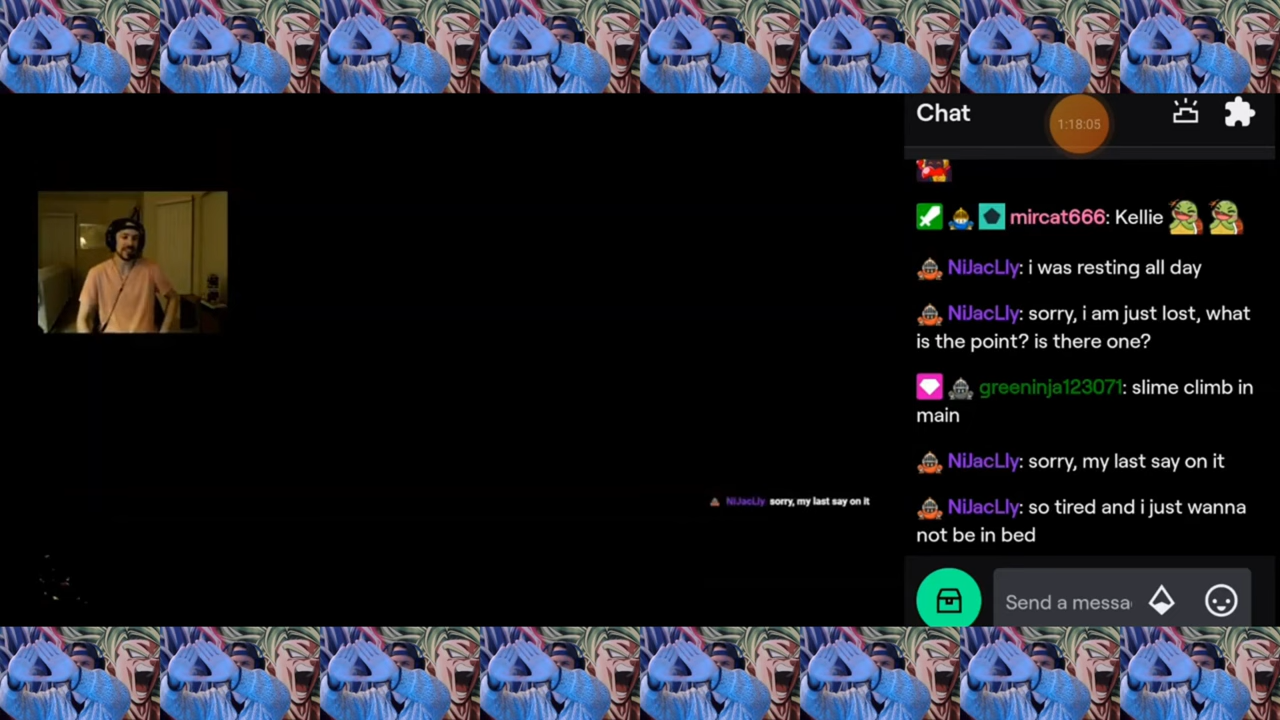 Chat
1:18:05
mircat666: Kellie
NiJacLly: i was resting all day
NiJacLly: sorry, i am just lost, what
is the point? is there one?
greeninja123071: slime climb in
main
NiJacLly: sorry, my last say on it
NiJacLly sorry, my last say on it
NiJacLly: so tired and i just wanna
not be in bed
Send a messa